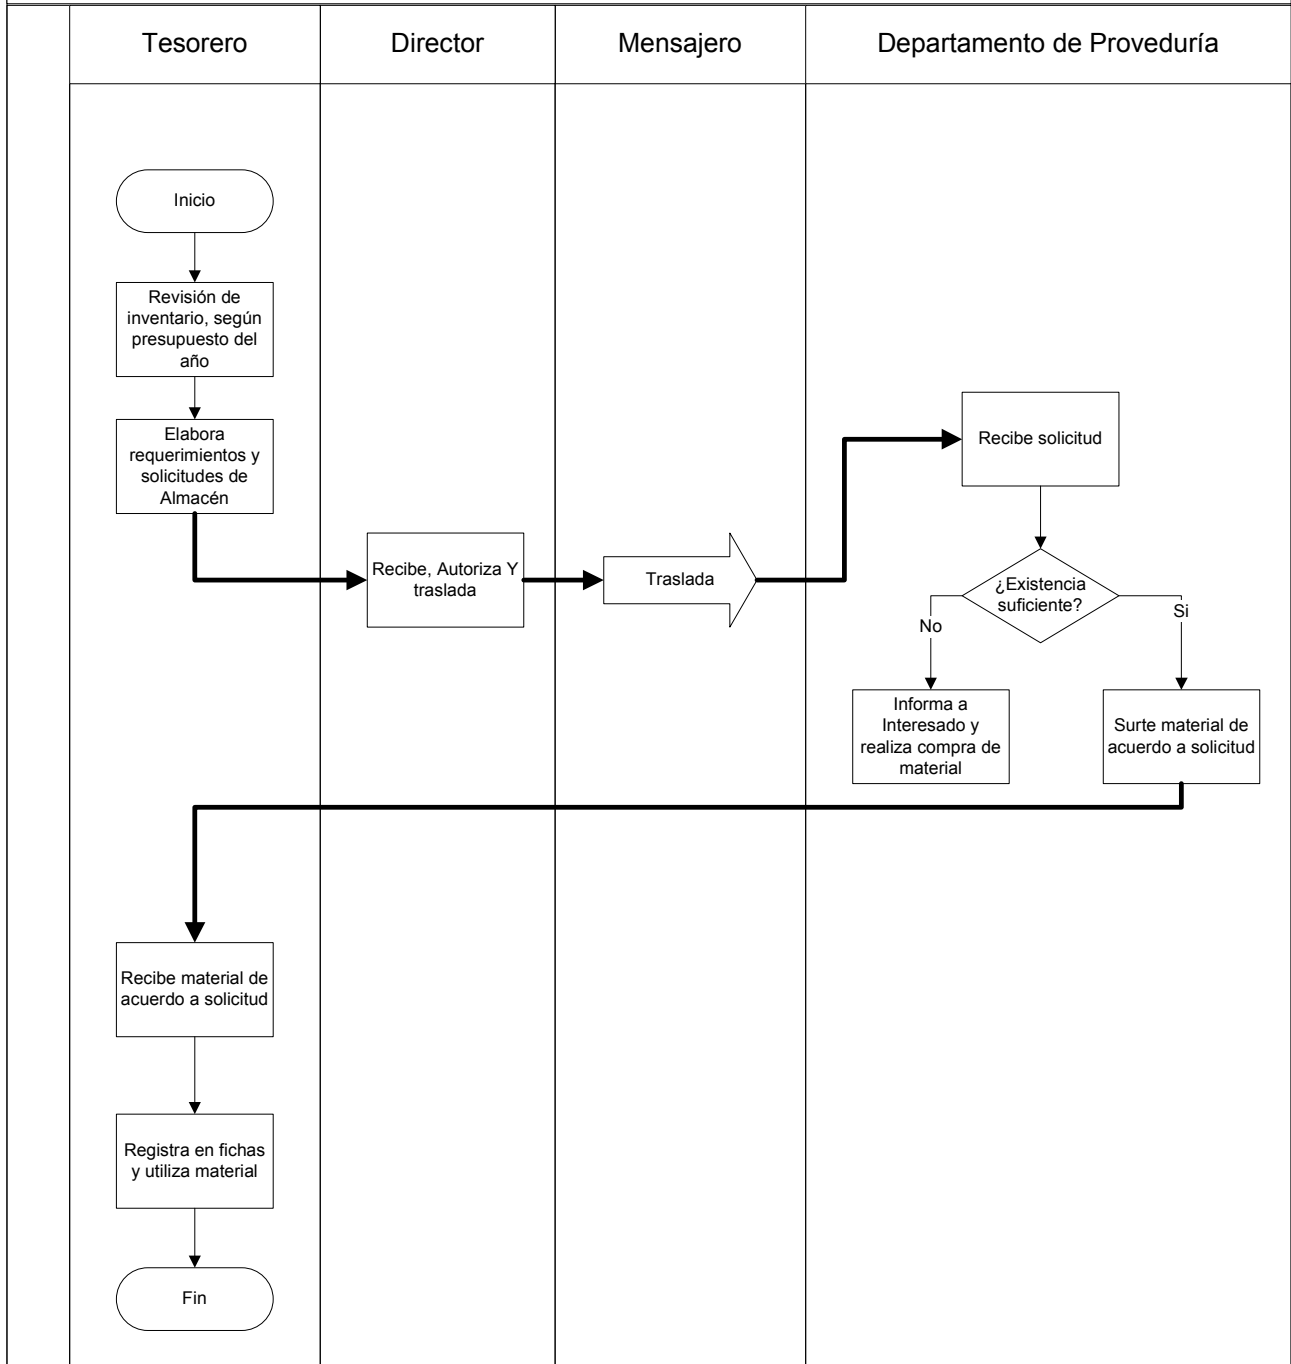 Tesorero
Director
Mensajero
Departamento de Proveduría
Inicio
Revisión de
inventario, según
presupuesto del
año
Elabora
requerimientos y
solicitudes de
Almacén
Recibe, Autoriza Y
traslada
Traslada
Recibe solicitud
¿Existencia
suficiente?
No
Si
Informa a
Interesado y
realiza compra de
material
Surte material de
acuerdo a solicitud
Recibe material de
acuerdo a solicitud
Registra en fichas
y utiliza material
Fin